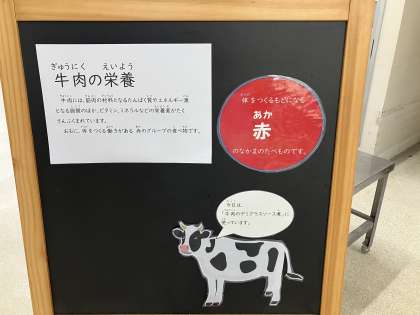 ぎゅうにく　えいよう
牛肉の栄養
牛肉には、筋肉の材料となるたんぱく質やエネルギー源
となる脂質のほか、ビタミン、ミネラルなどの栄養素がたく
さんふくまれています。
おもに、体をつくる働きがある 赤のグループの食べ物です。
体をつくるもとになる
あか
赤
のなかまのたべものです。
今日は、
「牛肉のデミグラスソース煮」に
使っています。